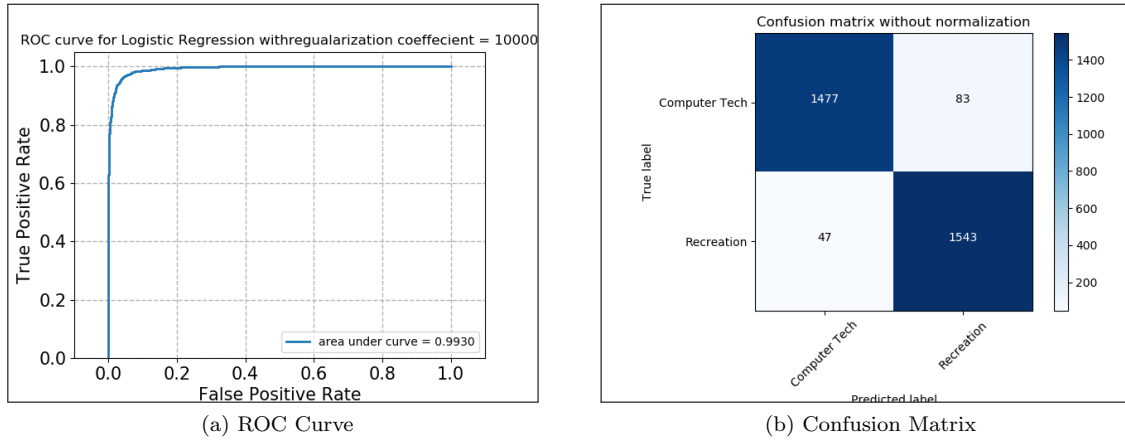 ROC curve for Logistic Regression withregualarization coeffecient = 10000
1.0
0.8
0.6
0.4
0.2
0.0
True Positive Rate
area under curve = 0.9930
0.0 0.2 0.4 0.6 0.8 1.0
False Positive Rate
(a) ROC Curve
Confusion matrix without normalization
Computer Tech
Recreation
True label
1477 83
47 1543
Computer Tech
Recreation
Predicted label
1400
1200
1000
800
600
400
200
(b) Confusion Matrix